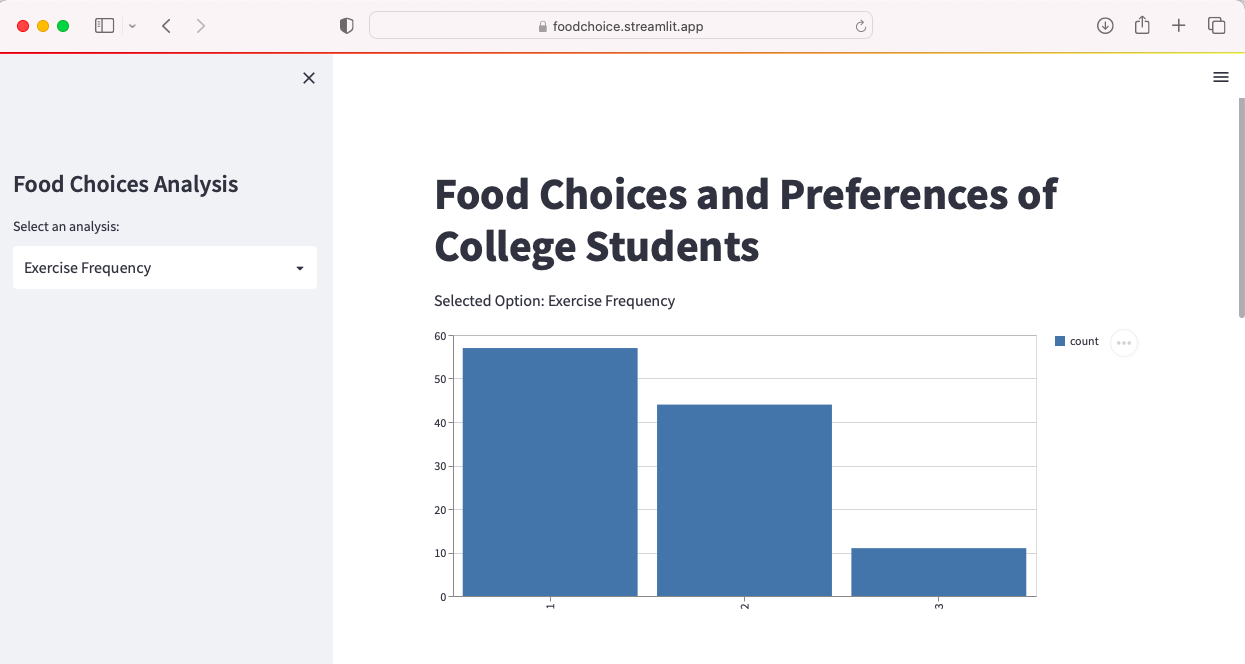 foodchoice.streamlit.app
Food Choices Analysis
Select an analysis:
Exercise Frequency
Food Choices and Preferences of
College Students
Selected Option: Exercise Frequency
60
50
40
30
20
10
0
1
2
3
count